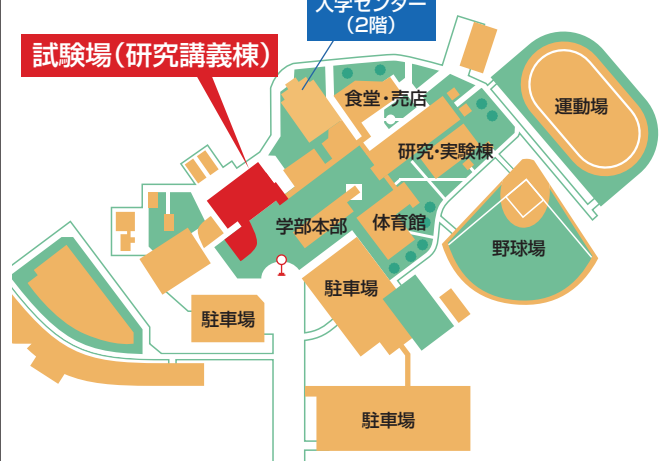 入学センター
（2階）
試験場（研究講義棟）
食堂・売店
運動場
研究・実験棟
学部本部
体育館
野球場
駐車場
駐車場
駐車場